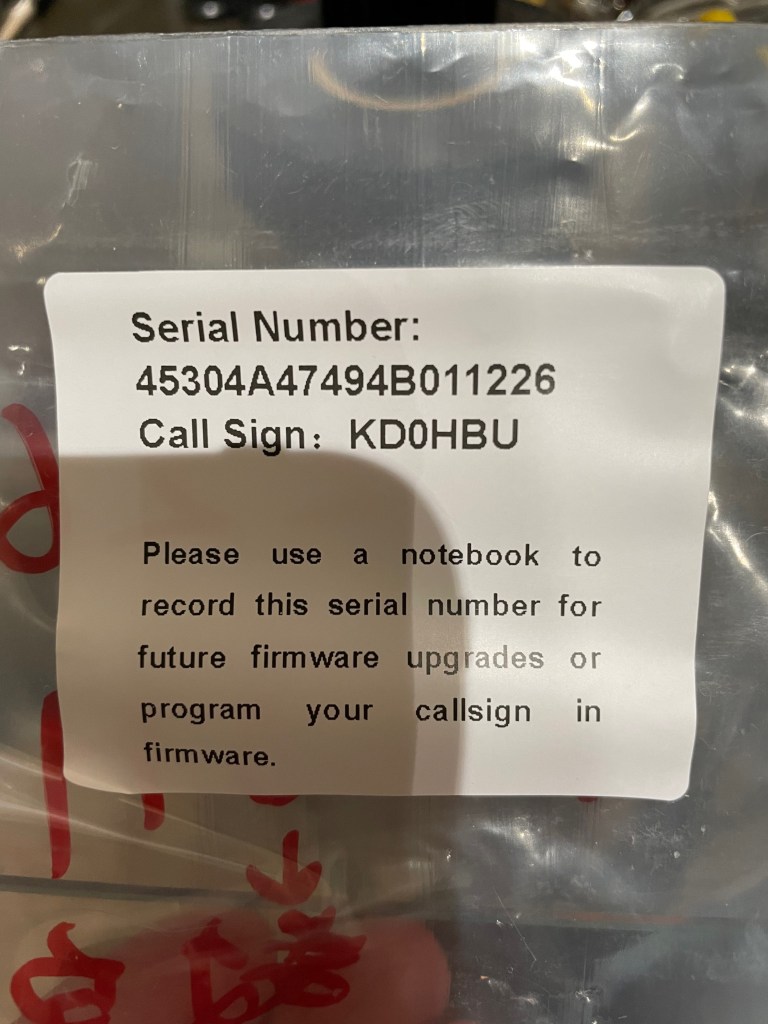 Serial Number:
45304A47494B011226
Call Sign：KD0HBU
Please use a notebook to
record this serial number for
future firmware upgrades or
program your callsign in
firmware.